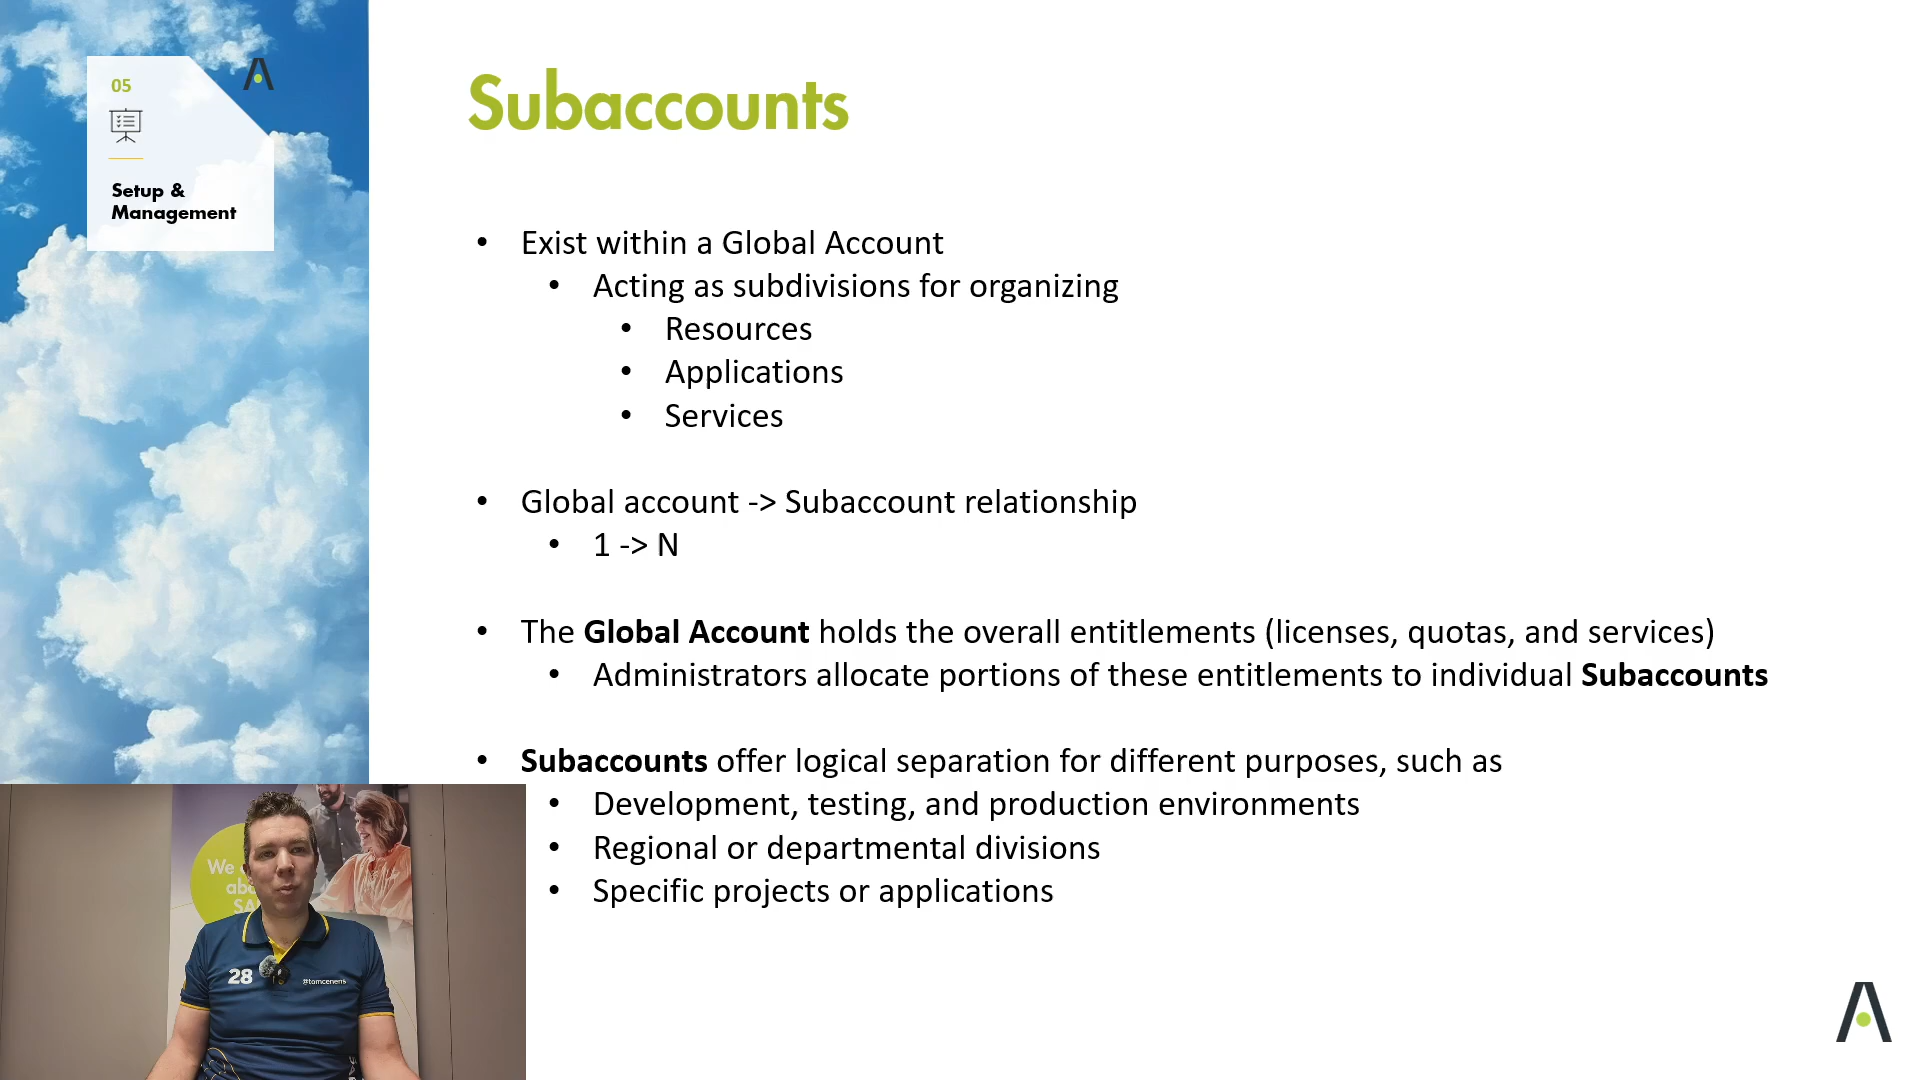 05
Setup &
Management
Subaccounts
• Exist within a Global Account
• Acting as subdivisions for organizing
• Resources
• Applications
• Services
• Global account -> Subaccount relationship
• 1 -> N
• The Global Account holds the overall entitlements (licenses, quotas, and services)
• Administrators allocate portions of these entitlements to individual Subaccounts
• Subaccounts offer logical separation for different purposes, such as
• Development, testing, and production environments
• Regional or departmental divisions
• Specific projects or applications
We
28
#tomcenens